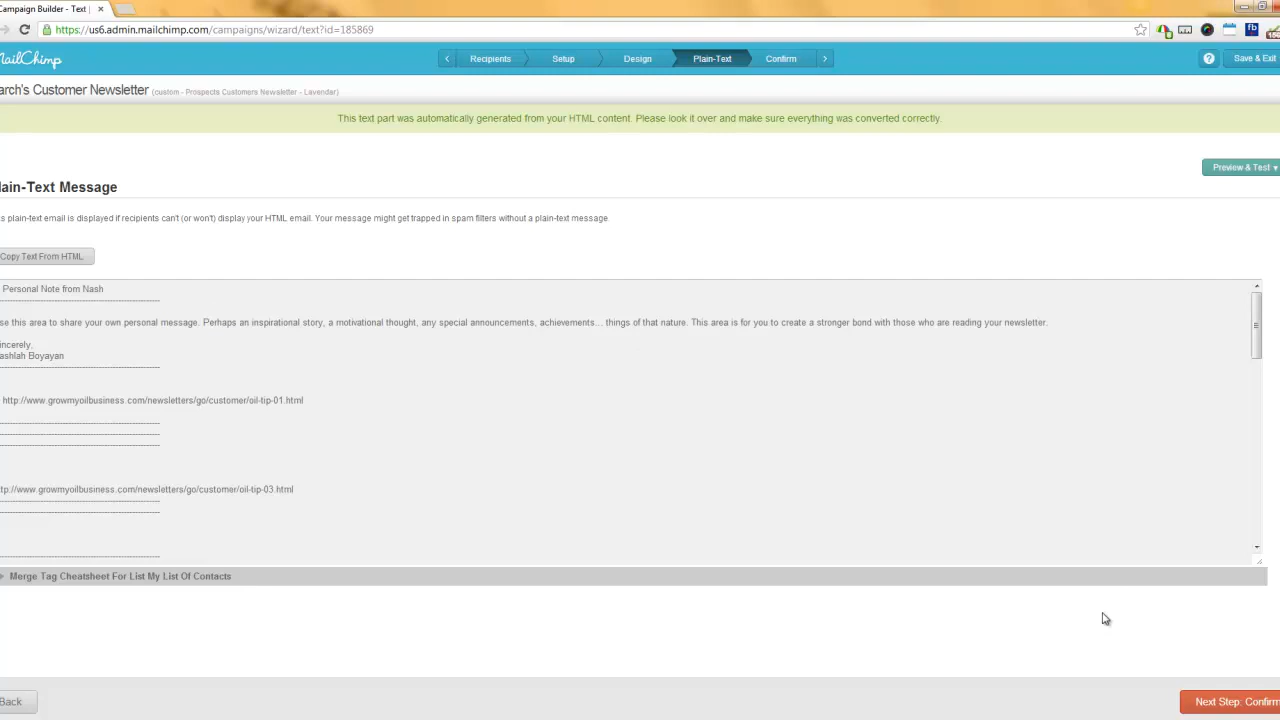 Campaign Builder - Text |
https://us6.admin.mailchimp.com/campaigns/wizard/text?id=185869
MailChimp
Recipients
Setup
Design
Plain-Text
Confirm
Save & Exit
arch's Customer Newsletter (custom - Prospects Customers Newsletter - Lavendar)
This text part was automatically generated from your HTML content. Please look it over and make sure everything was converted correctly.
Preview & Test
lain-Text Message
s plain-text email is displayed if recipients can't (or won't) display your HTML email. Your message might get trapped in spam filters without a plain-text message.
Copy Text From HTML
Personal Note from Nash
------------------------------------------------------------
se this area to share your own personal message. Perhaps an inspirational story, a motivational thought, any special announcements, achievements... things of that nature. This area is for you to create a stronger bond with those who are reading your newsletter.
incerely,
ashlah Boyayan
------------------------------------------------------------
http://www.growmyoilbusiness.com/newsletters/go/customer/oil-tip-01.html
------------------------------------------------------------
------------------------------------------------------------
------------------------------------------------------------
tp://www.growmyoilbusiness.com/newsletters/go/customer/oil-tip-03.html
------------------------------------------------------------
------------------------------------------------------------
------------------------------------------------------------
Merge Tag Cheatsheet For List My List Of Contacts
Back
Next Step: Confirm